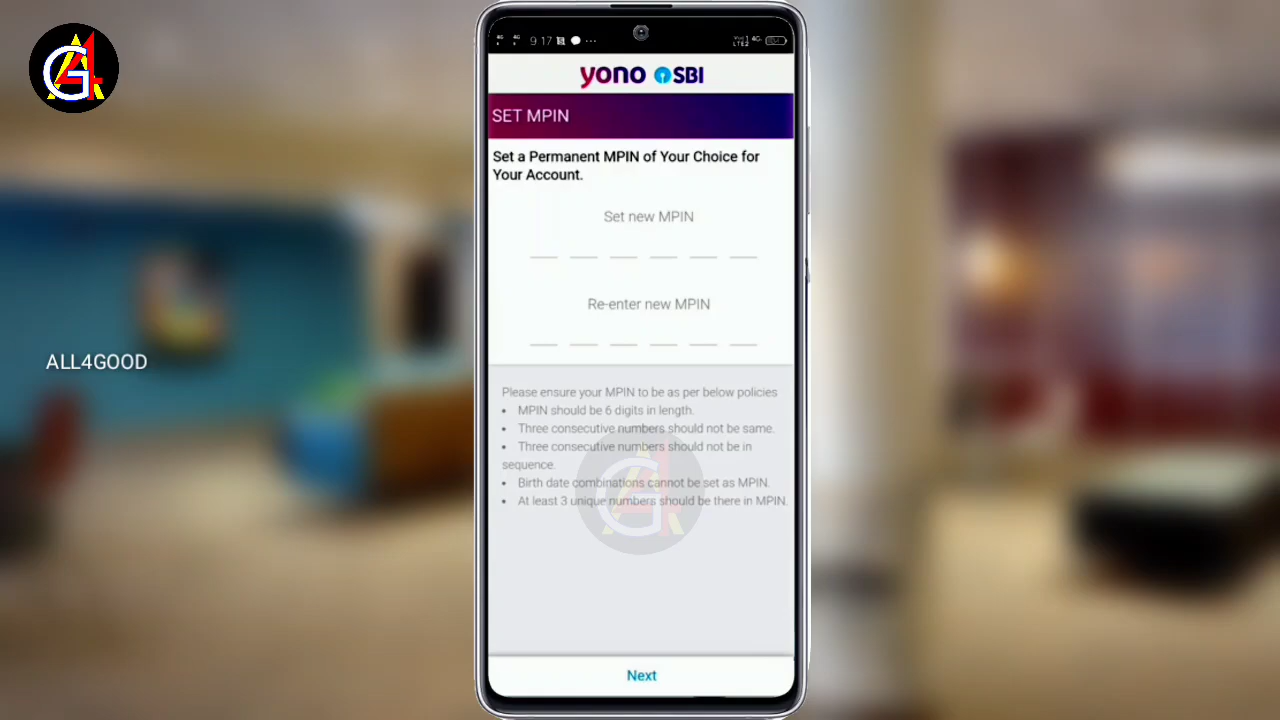 9 17
yono SBI
SET MPIN
Set a Permanent MPIN of Your Choice for
Your Account.
Set new MPIN
Re-enter new MPIN
ALL4GOOD
Please ensure your MPIN to be as per below policies
• MPIN should be 6 digits in length.
• Three consecutive numbers should not be same.
• Three consecutive numbers should not be in
sequence.
• Birth date combinations cannot be set as MPIN.
• At least 3 unique numbers should be there in MPIN.
Next